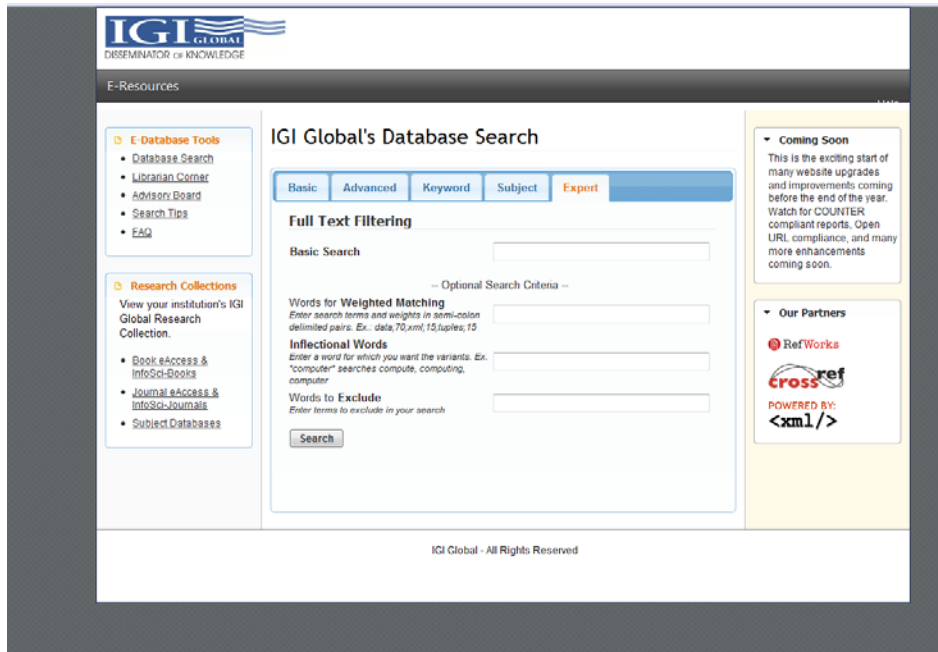 IGI GLOBAL
DISSEMINATOR OF KNOWLEDGE
E-Resources
Help
E-Database Tools
Database Search
Librarian Corner
Advisory Board
Search Tips
FAQ
Research Collections
View your institution's IGI
Global Research
Collection.
Book eAccess &
InfoSci-Books
Journal eAccess &
InfoSci-Journals
Subject Databases
IGI Global's Database Search
Basic Advanced Keyword Subject Expert
Full Text Filtering
Basic Search
-- Optional Search Criteria --
Words for Weighted Matching
Enter search terms and weights in semi-colon
delimited pairs. Ex.: data;70;xml;15;tuples;15
Inflectional Words
Enter a word for which you want the variants. Ex.
"computer" searches compute, computing,
computer
Words to Exclude
Enter terms to exclude in your search
Search
Coming Soon
This is the exciting start of
many website upgrades
and improvements coming
before the end of the year.
Watch for COUNTER
compliant reports, Open
URL compliance, and many
more enhancements
coming soon.
Our Partners
RefWorks
crossref
POWERED BY:
<xml/>
IGI Global - All Rights Reserved